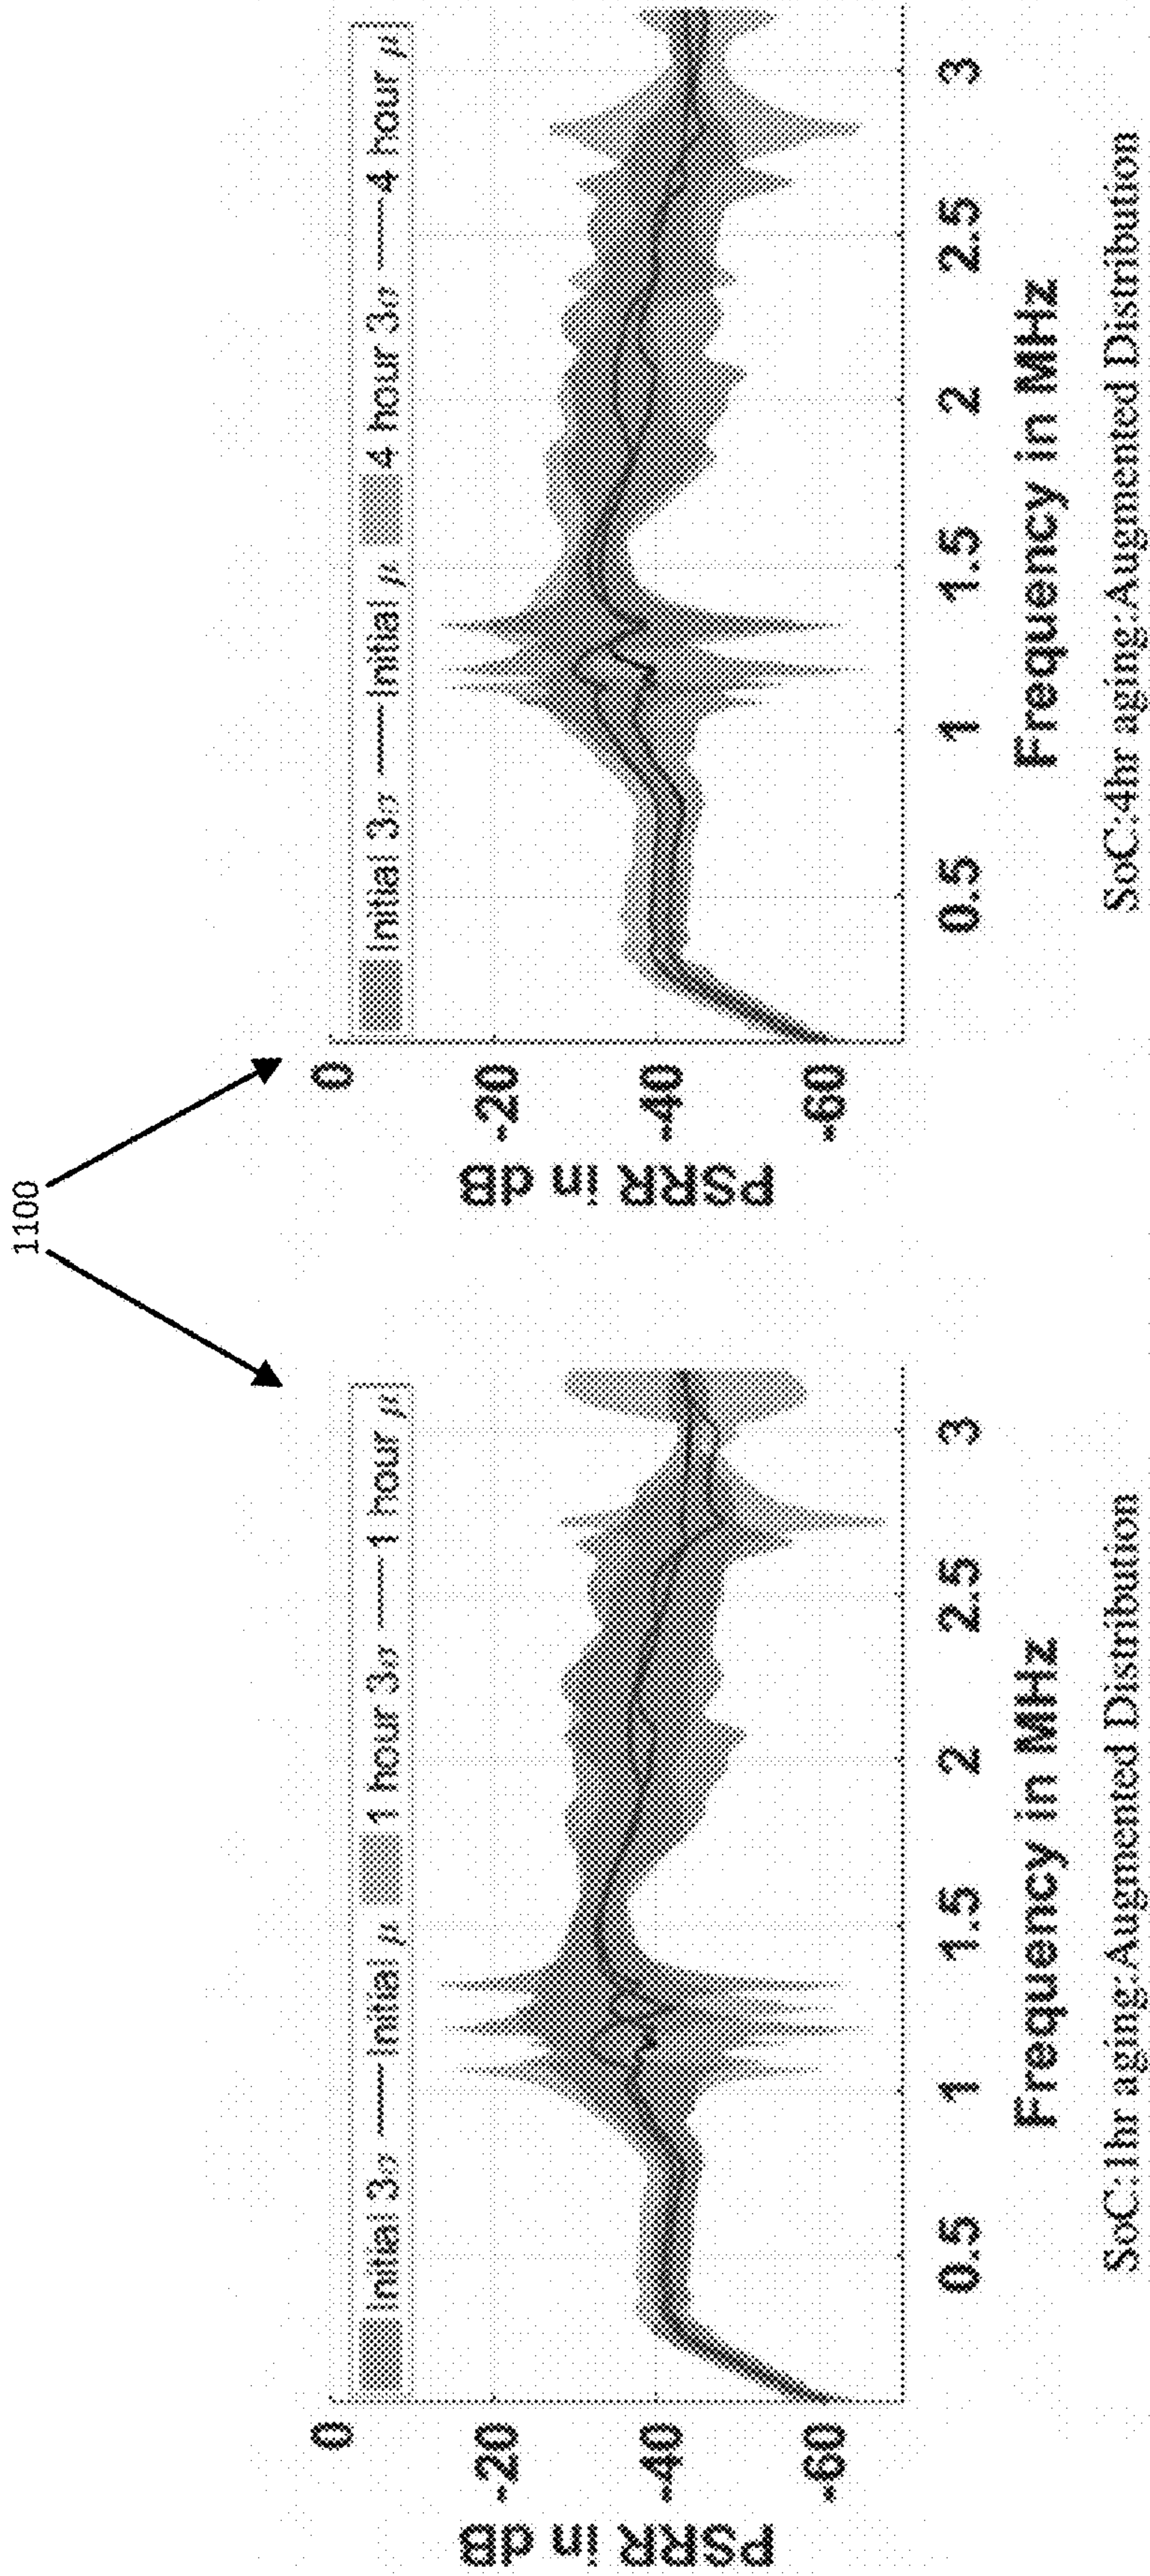 1100
Initial 3σ Initial μ 1 hour 3σ 1 hour μ
0
-20
-40
-60
PSRR in dB
0.5 1 1.5 2 2.5 3
Frequency in MHz
SoC:1hr aging:Augmented Distribution
Initial 3σ Initial μ 4 hour 3σ 4 hour μ
0
-20
-40
-60
PSRR in dB
0.5 1 1.5 2 2.5 3
Frequency in MHz
SoC:4hr aging:Augmented Distribution